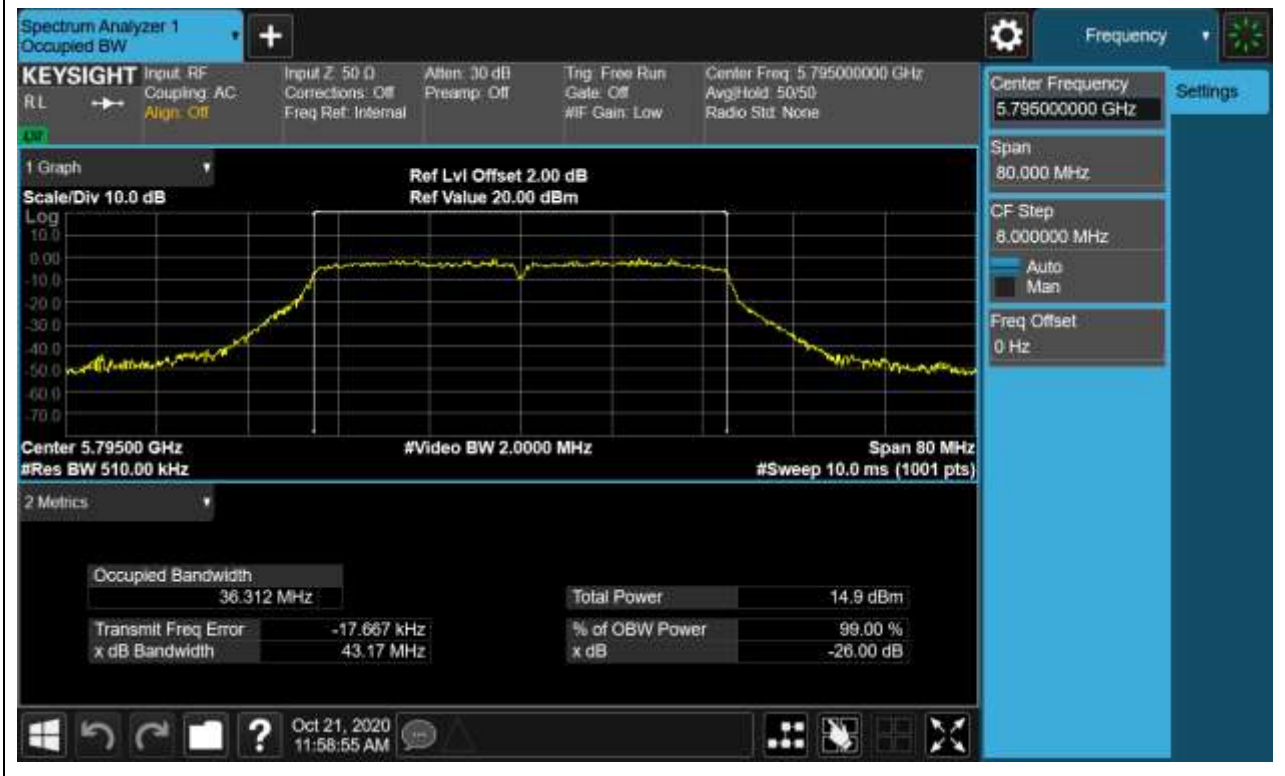 Spectrum Analyzer 1
Occupied BW
Frequency
KEYSIGHT
RL
Input: RF
Coupling: AC
Align: Off
Input Z: 50 Ω
Corrections: Off
Freq Ref: Internal
Atten: 30 dB
Preamp: Off
Trig: Free Run
Gate: Off
#IF Gain: Low
Center Freq: 5.795000000 GHz
Avg|Hold: 50/50
Radio Std: None
Center Frequency
5.795000000 GHz
Settings
Span
80.000 MHz
CF Step
8.000000 MHz
Auto
Man
Freq Offset
0 Hz
1 Graph
Scale/Div 10.0 dB
Ref Lvl Offset 2.00 dB
Ref Value 20.00 dBm
Log
10.0
0.00
-10.0
-20.0
-30.0
-40.0
-50.0
-60.0
-70.0
Center 5.79500 GHz
#Video BW 2.0000 MHz
Span 80 MHz
#Res BW 510.00 kHz
#Sweep 10.0 ms (1001 pts)
2 Metrics
Occupied Bandwidth
36.312 MHz
Total Power 14.9 dBm
Transmit Freq Error -17.667 kHz
% of OBW Power 99.00 %
x dB Bandwidth 43.17 MHz
x dB -26.00 dB
?
Oct 21, 2020
11:58:55 AM